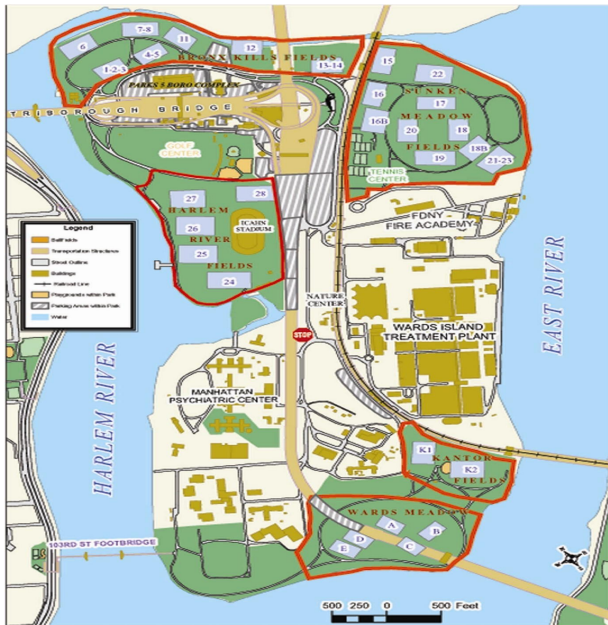 7-8
6
11
4-5
12
1-2-3
BRONX KILLS FIELDS
13-14
PARKS 5 BORO COMPLEX
TRIBOROUGH BRIDGE
15
22
16
SUNKEN
17
16B
MEADOW
20
18
FIELDS
18B
19
21-23
GOLF
CENTER
TENNIS
CENTER
27
28
HARLEM
ICAHN
STADIUM
26
RIVER
25
FIELDS
24
FDNY
FIRE ACADEMY
Legend
Ballfields
Transportation Structures
Street Outline
Buildings
Railroad Line
Playgrounds within Park
Parking Areas within Park
Water
NATURE
CENTER
STOP
WARDS ISLAND
TREATMENT PLANT
EAST RIVER
HARLEM RIVER
MANHATTAN
PSYCHIATRIC CENTER
K1
KANTOR
K2
FIELDS
WARDS MEADOW
A
B
D
C
E
103RD ST FOOTBRIDGE
500 250 0 500 Feet